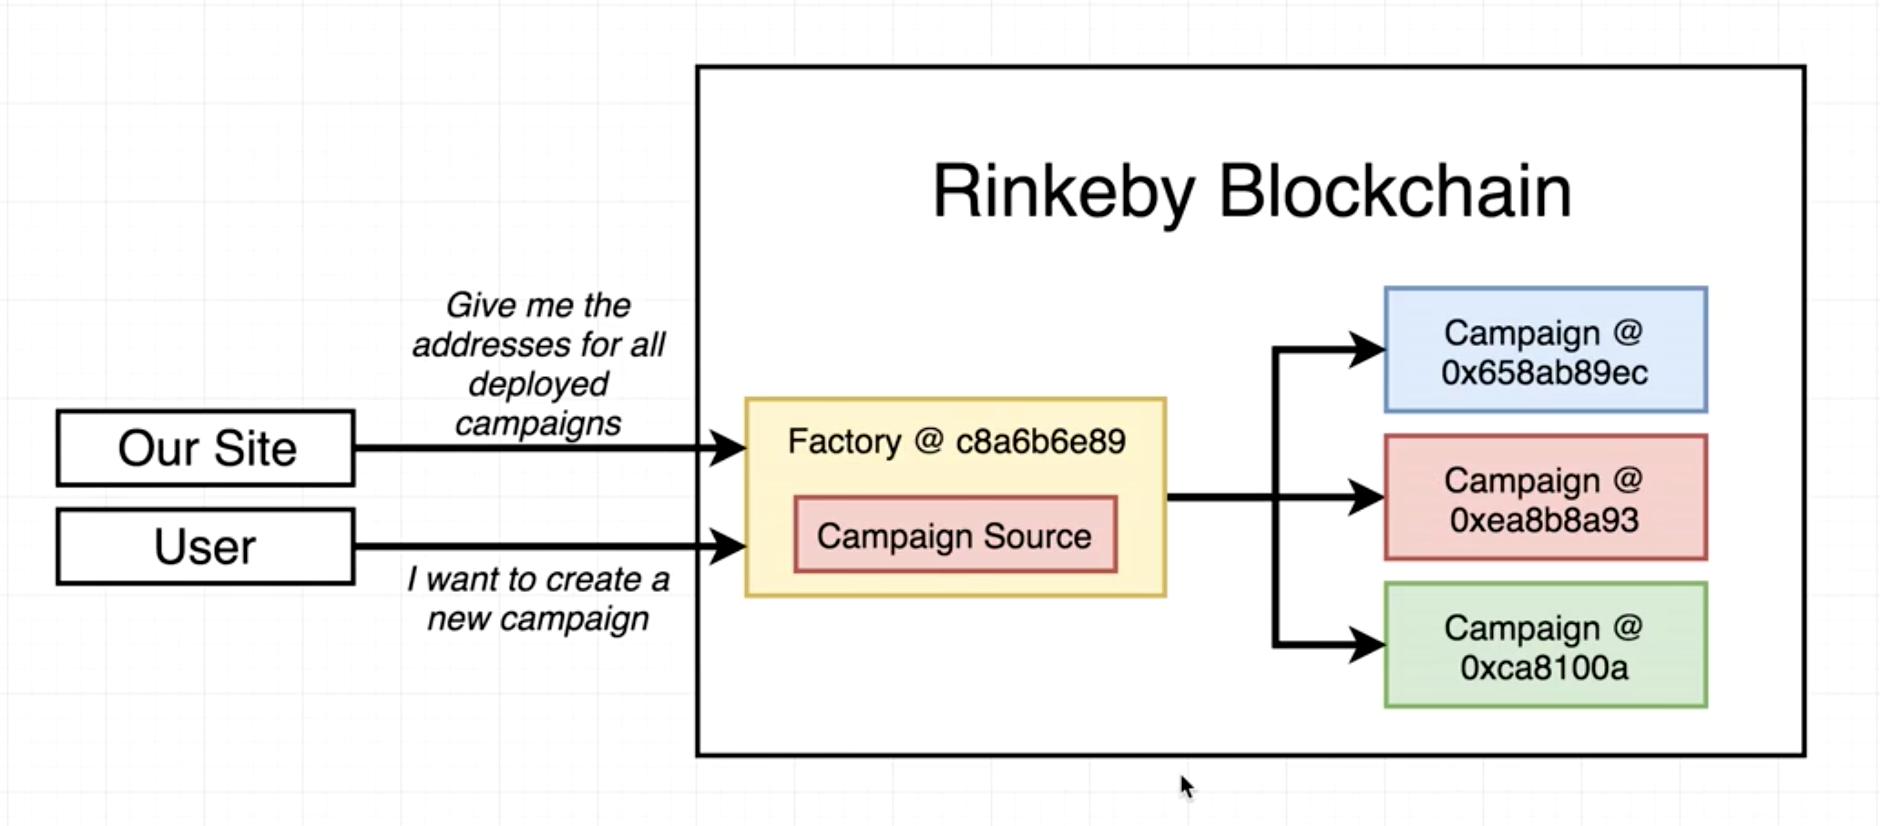 Rinkeby Blockchain
Give me the
addresses for all
deployed
campaigns
Our Site
User
I want to create a
new campaign
Factory @ c8a6b6e89
Campaign Source
Campaign @
0x658ab89ec
Campaign @
0xea8b8a93
Campaign @
0xca8100a